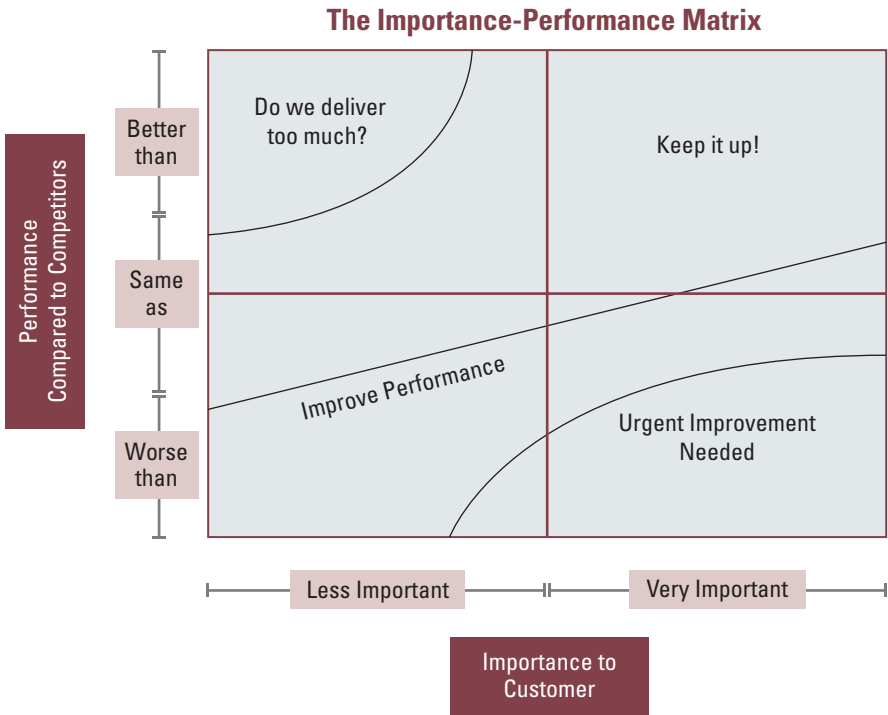 The Importance-Performance Matrix
Performance
Compared to Competitors
Better
than
Same
as
Worse
than
Do we deliver
too much?
Keep it up!
Improve Performance
Urgent Improvement
Needed
Less Important
Very Important
Importance to
Customer